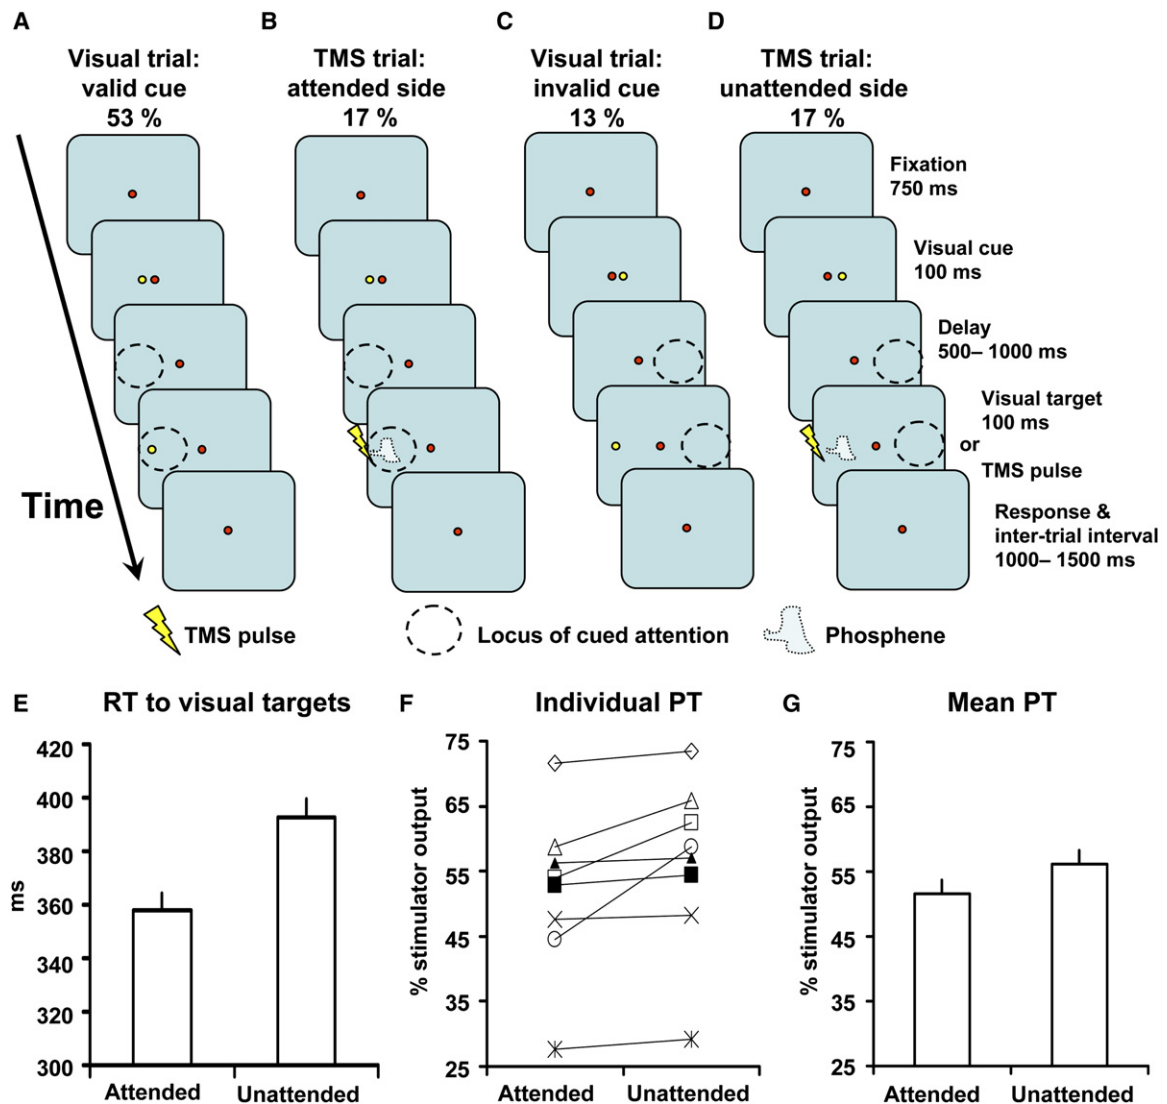 A
B
C
D
Visual trial:
valid cue
53 %
TMS trial:
attended side
17 %
Visual trial:
invalid cue
13 %
TMS trial:
unattended side
17 %
Fixation
750 ms
Visual cue
100 ms
Delay
500– 1000 ms
Visual target
100 ms
or
TMS pulse
Response &
inter-trial interval
1000– 1500 ms
Time
TMS pulse
Locus of cued attention
Phosphene
E
RT to visual targets
420
400
380
360
340
320
300
ms
Attended
Unattended
F
Individual PT
75
65
55
45
35
25
% stimulator output
Attended
Unattended
G
Mean PT
75
65
55
45
35
25
% stimulator output
Attended
Unattended